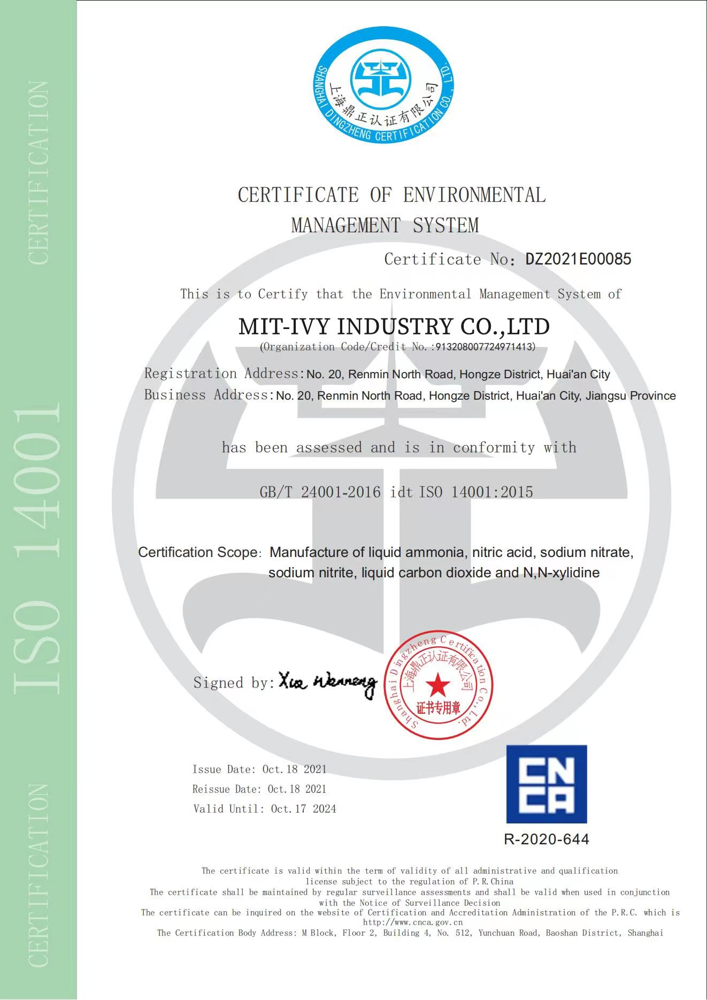 SHANGHAI DINGZHENG CERTIFICATION CO., LTD.
上海鼎正认证有限公司
CERTIFICATION
ISO 14001
CERTIFICATION
CERTIFICATE OF ENVIRONMENTAL
MANAGEMENT SYSTEM
Certificate No: DZ2021E00085
This is to Certify that the Environmental Management System of
MIT-IVY INDUSTRY CO.,LTD
(Organization Code/Credit No.:913208007724971413)
Registration Address:No. 20, Renmin North Road, Hongze District, Huai'an City
Business Address:No. 20, Renmin North Road, Hongze District, Huai'an City, Jiangsu Province
has been assessed and is in conformity with
GB/T 24001-2016 idt ISO 14001:2015
Certification Scope: Manufacture of liquid ammonia, nitric acid, sodium nitrate,
sodium nitrite, liquid carbon dioxide and N,N-xylidine
Signed by:
Shanghai Dingzheng Certification Co., Ltd.
上海鼎正认证有限公司
证书专用章
Issue Date: Oct.18 2021
Reissue Date: Oct.18 2021
Valid Until: Oct.17 2024
CN
CA
R-2020-644
The certificate is valid within the term of validity of all administrative and qualification
license subject to the regulation of P.R.China
The certificate shall be maintained by regular surveillance assessments and shall be valid when used in conjunction
with the Notice of Surveillance Decision
The certificate can be inquired on the website of Certification and Accreditation Administration of the P.R.C. which is
http://www.cnca.gov.cn
The Certification Body Address: M Block, Floor 2, Building 4, No. 512, Yunchuan Road, Baoshan District, Shanghai